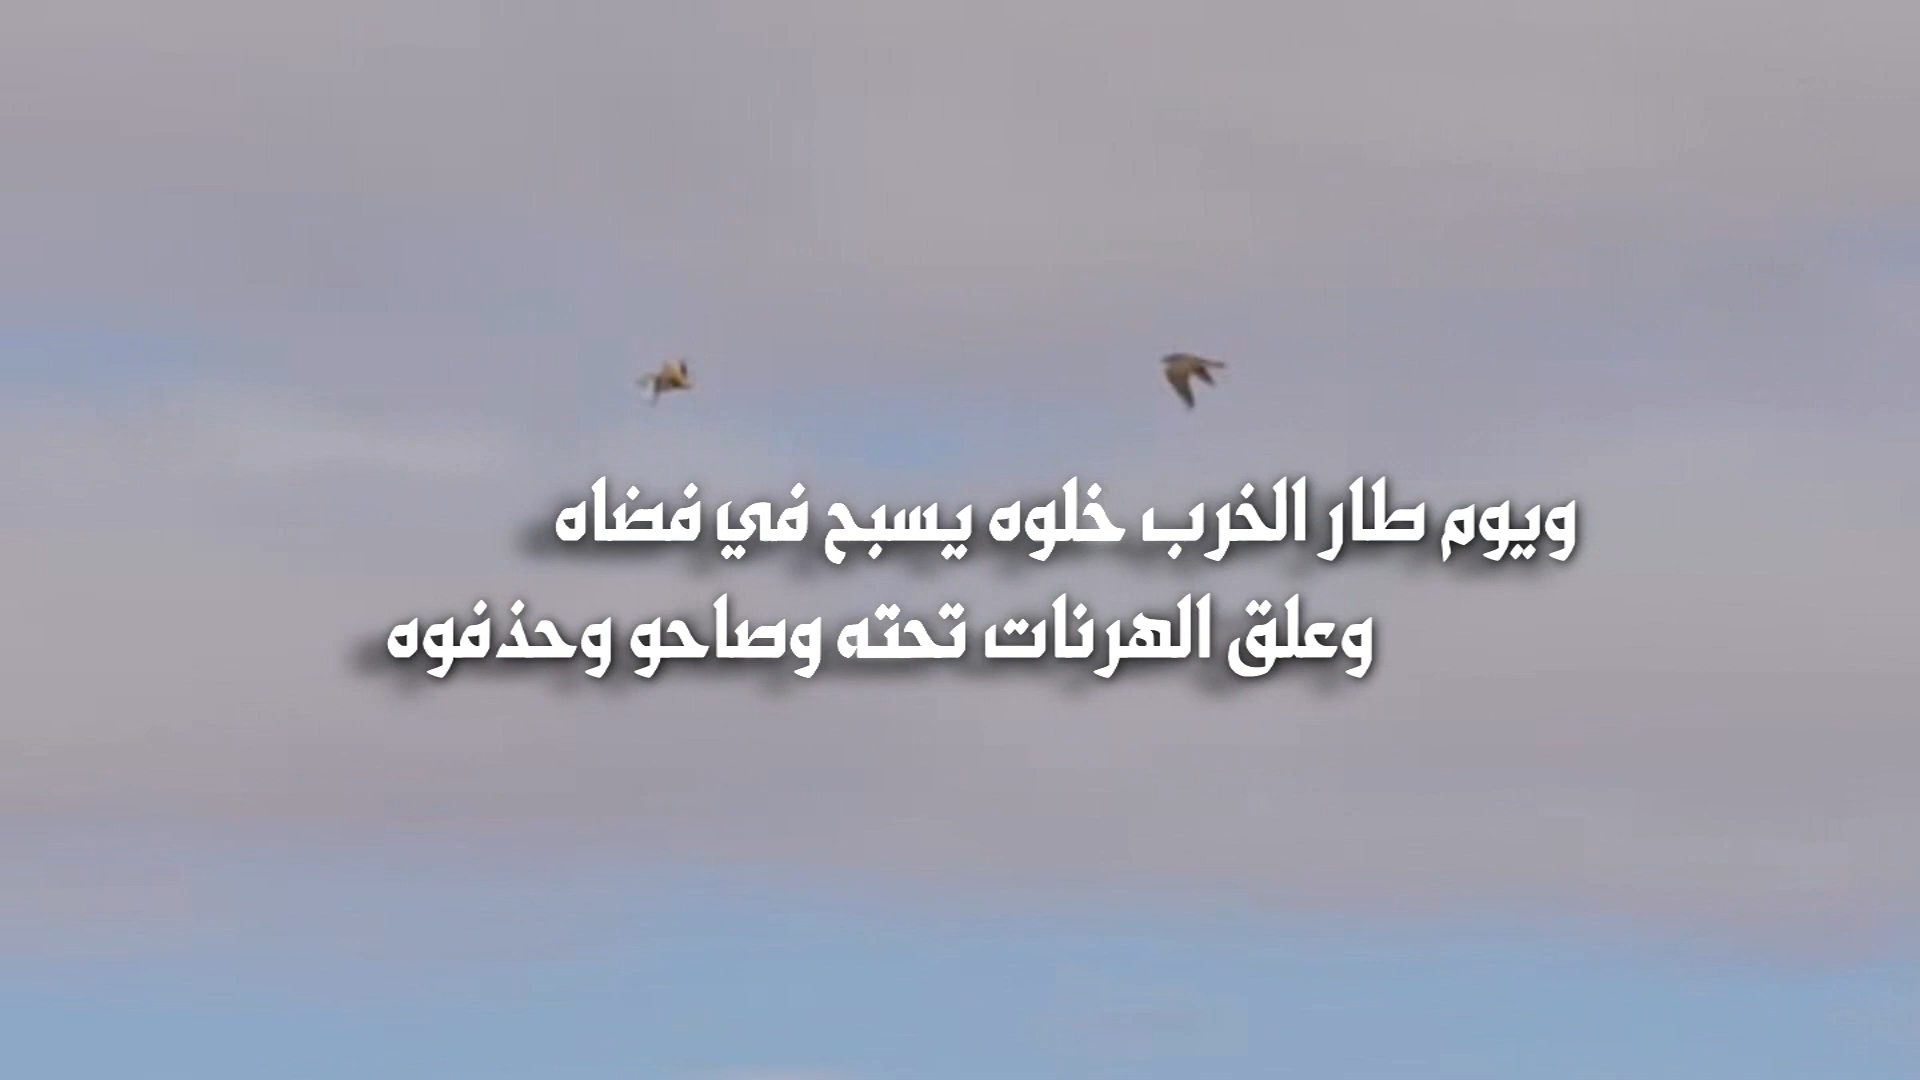 ويوم طار الخرب خلوه يسبح في فضاه
وعلق الهرنات تحته وصاحو وحذفوه